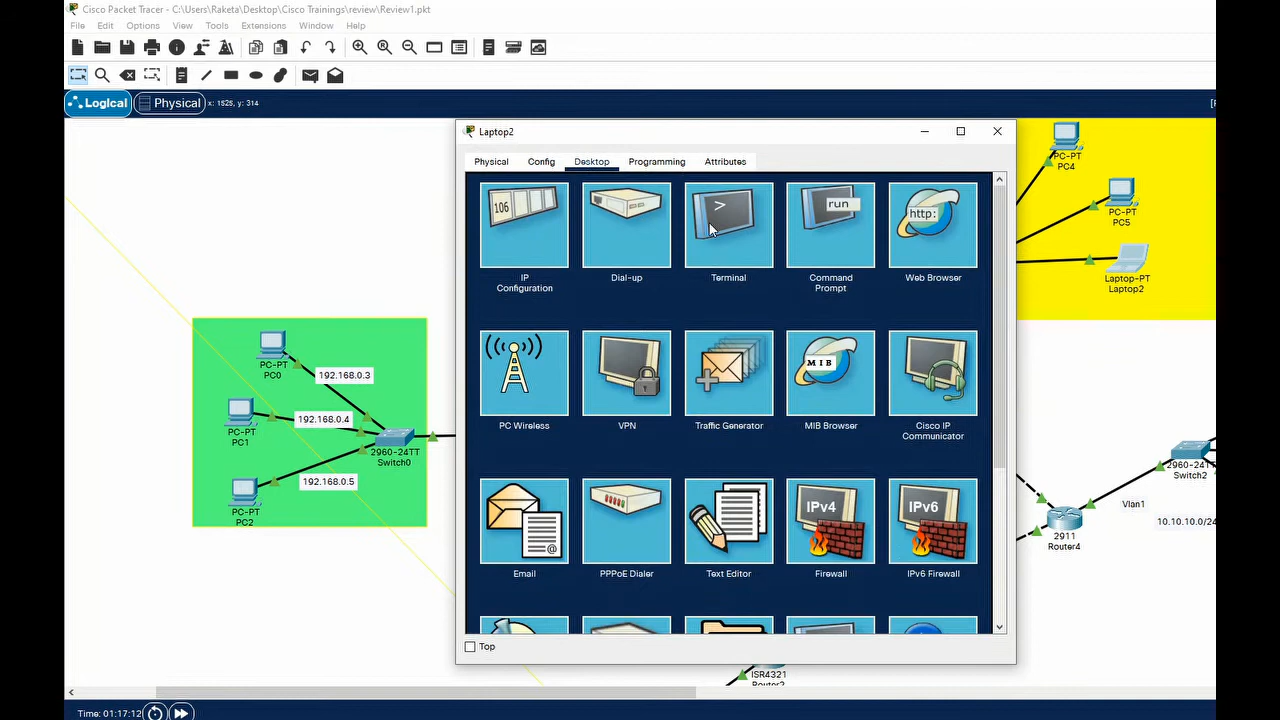 Cisco Packet Tracer - C:\Users\Raketa\Desktop\Cisco Trainings\review\Review1.pkt
File Edit Options View Tools Extensions Window Help
Logical Physical x: 1525, y: 314
Laptop2
Physical Config Desktop Programming Attributes
106
>
run
http:
IP Configuration
Dial-up
Terminal
Command Prompt
Web Browser
MIB
PC Wireless
VPN
Traffic Generator
MIB Browser
Cisco IP Communicator
@
IPv4
IPv6
Email
PPPoE Dialer
Text Editor
Firewall
IPv6 Firewall
Top
PC-PT
PC4
PC-PT
PC5
Laptop-PT
Laptop2
PC-PT
PC0
192.168.0.3
PC-PT
PC1
192.168.0.4
2960-24TT
Switch0
192.168.0.5
PC-PT
PC2
Switch2
Vlan1
10.10.10.0/24
2911
Router4
ISR4321
Time: 01:17:12